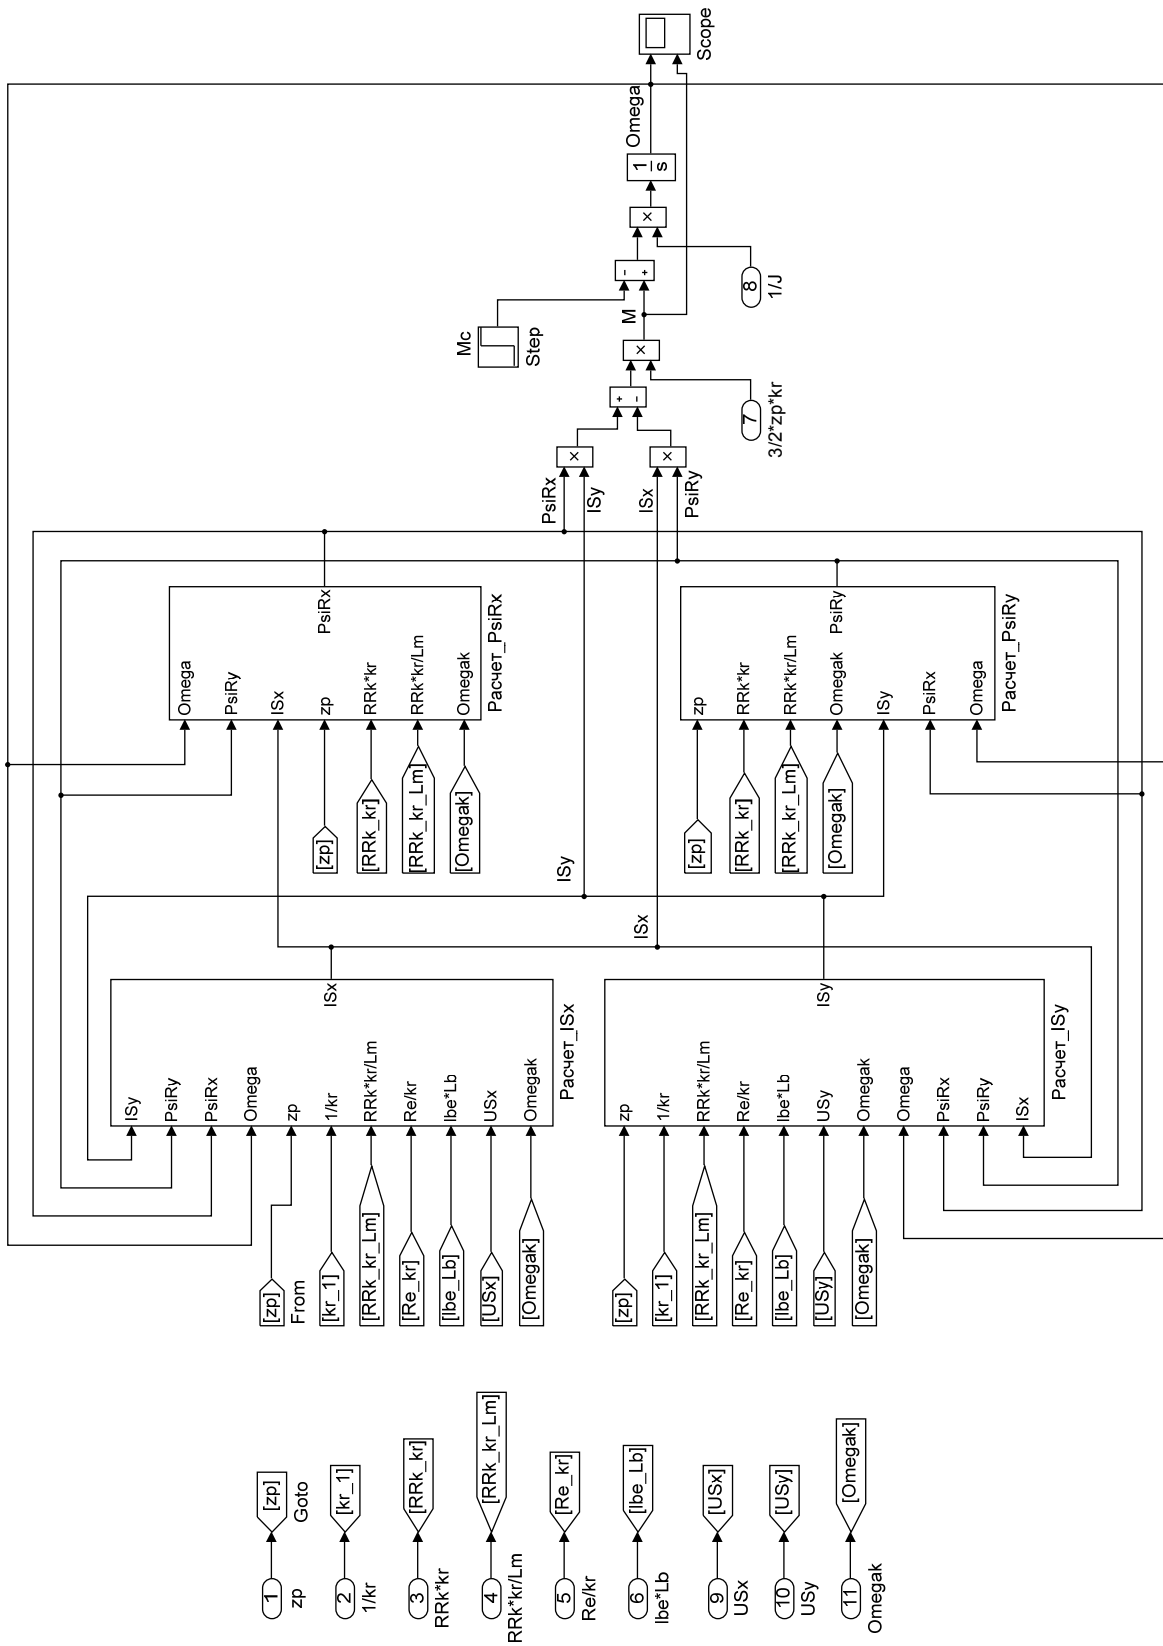 1
zp
[zp]
Goto
2
1/kr
[kr_1]
3
RRk*kr
[RRk_kr]
4
RRk*kr/Lm
[RRk_kr_Lm]
5
Re/kr
[Re_kr]
6
lbe*Lb
[lbe_Lb]
9
USx
[USx]
10
USy
[USy]
11
Omegak
[Omegak]
[zp]
From
[kr_1]
[RRk_kr_Lm]
[Re_kr]
[lbe_Lb]
[USx]
[Omegak]
ISy
PsiRy
PsiRx
Omega
zp
1/kr
RRk*kr/Lm
Re/kr
lbe*Lb
USx
Omegak
ISx
Расчет_ISx
[zp]
[kr_1]
[RRk_kr_Lm]
[Re_kr]
[lbe_Lb]
[USy]
[Omegak]
zp
1/kr
RRk*kr/Lm
Re/kr
lbe*Lb
USy
Omegak
Omega
PsiRx
PsiRy
ISx
ISy
Расчет_ISy
ISy
ISx
[zp]
[RRk_kr]
[RRk_kr_Lm]
[Omegak]
Omega
PsiRy
ISx
zp
RRk*kr
RRk*kr/Lm
Omegak
PsiRx
Расчет_PsiRx
[zp]
[RRk_kr]
[RRk_kr_Lm]
[Omegak]
zp
RRk*kr
RRk*kr/Lm
Omegak
ISy
PsiRx
Omega
PsiRy
Расчет_PsiRy
PsiRx
ISy
ISx
PsiRy
×
×
+
-
7
3/2*zp*kr
×
M
Mc
Step
-
+
8
1/J
×
1
s
Omega
Scope